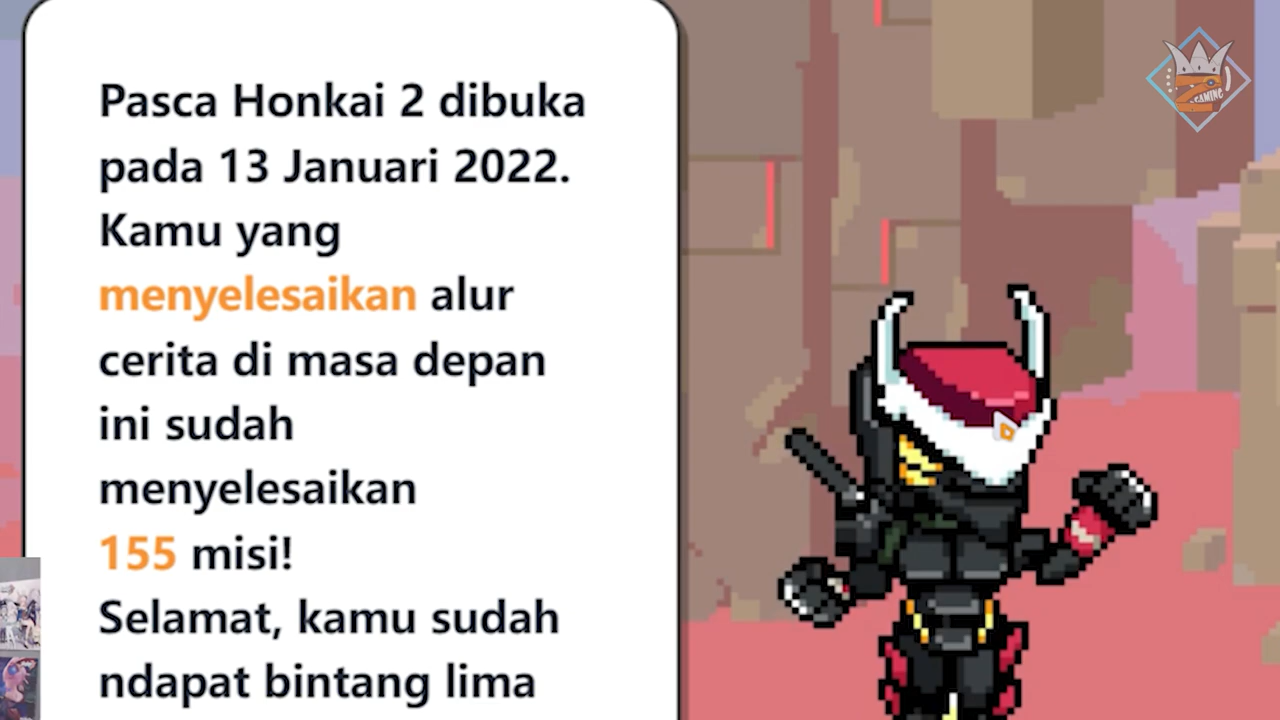 Pasca Honkai 2 dibuka
pada 13 Januari 2022.
Kamu yang
menyelesaikan alur
cerita di masa depan
ini sudah
menyelesaikan
155 misi!
Selamat, kamu sudah
ndapat bintang lima
GAMING